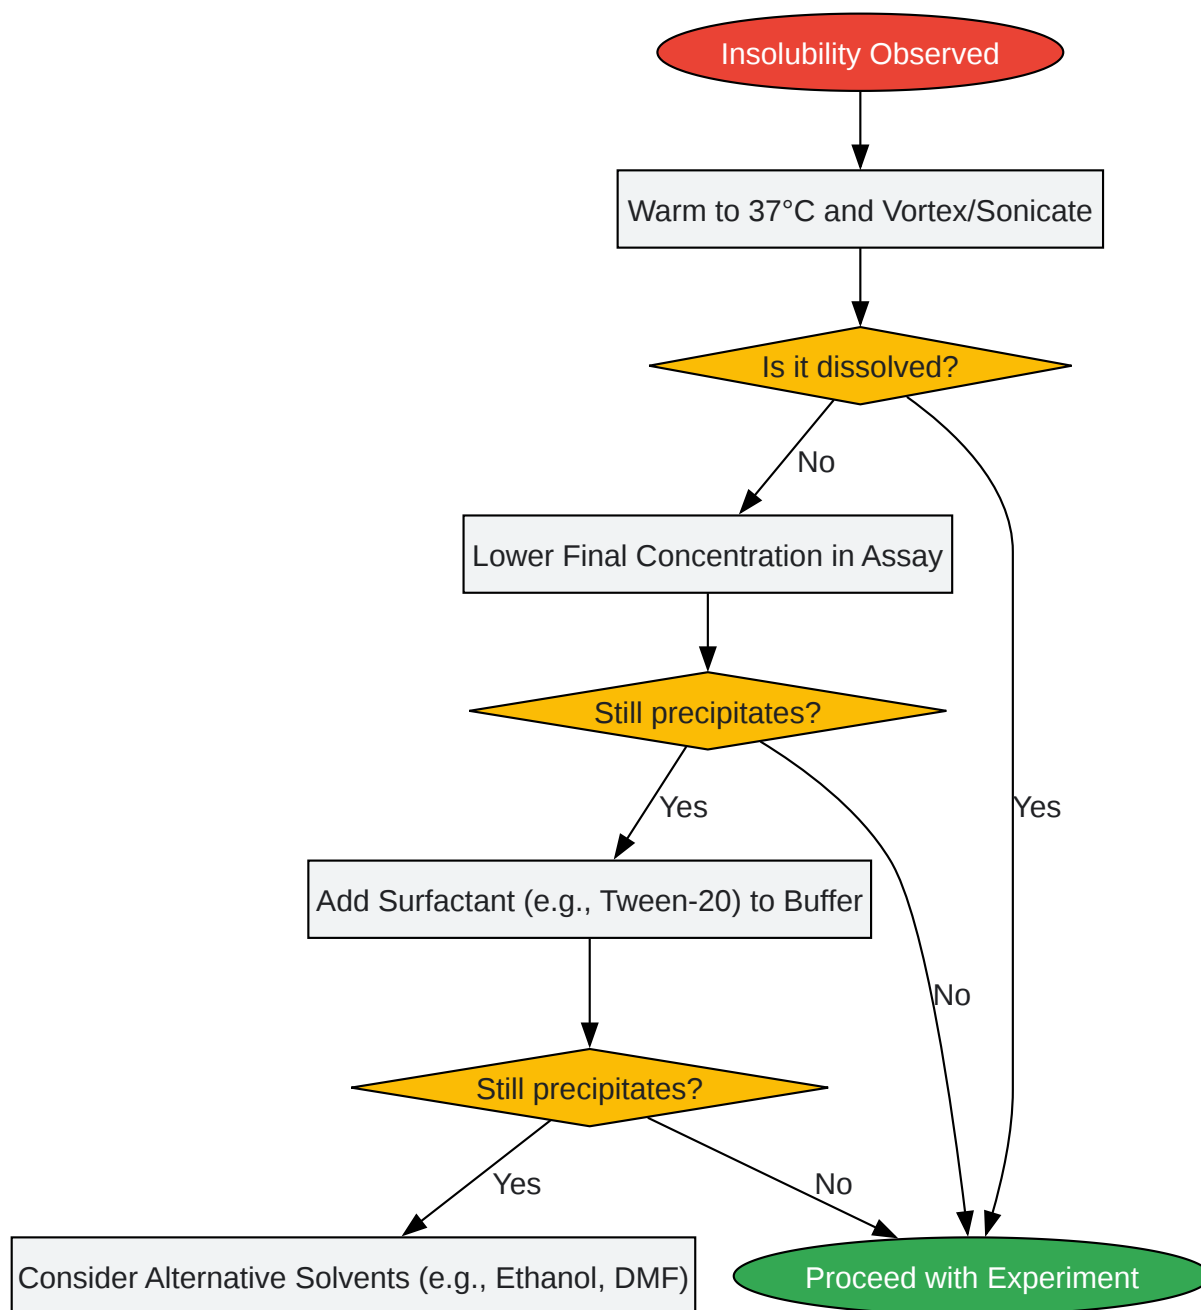 Insolubility Observed
Warm to 37°C and Vortex/Sonicate
Is it dissolved?
No
Lower Final Concentration in Assay
Still precipitates?
Yes
Yes
Add Surfactant (e.g., Tween-20) to Buffer
No
Still precipitates?
Yes
No
Consider Alternative Solvents (e.g., Ethanol, DMF)
Proceed with Experiment